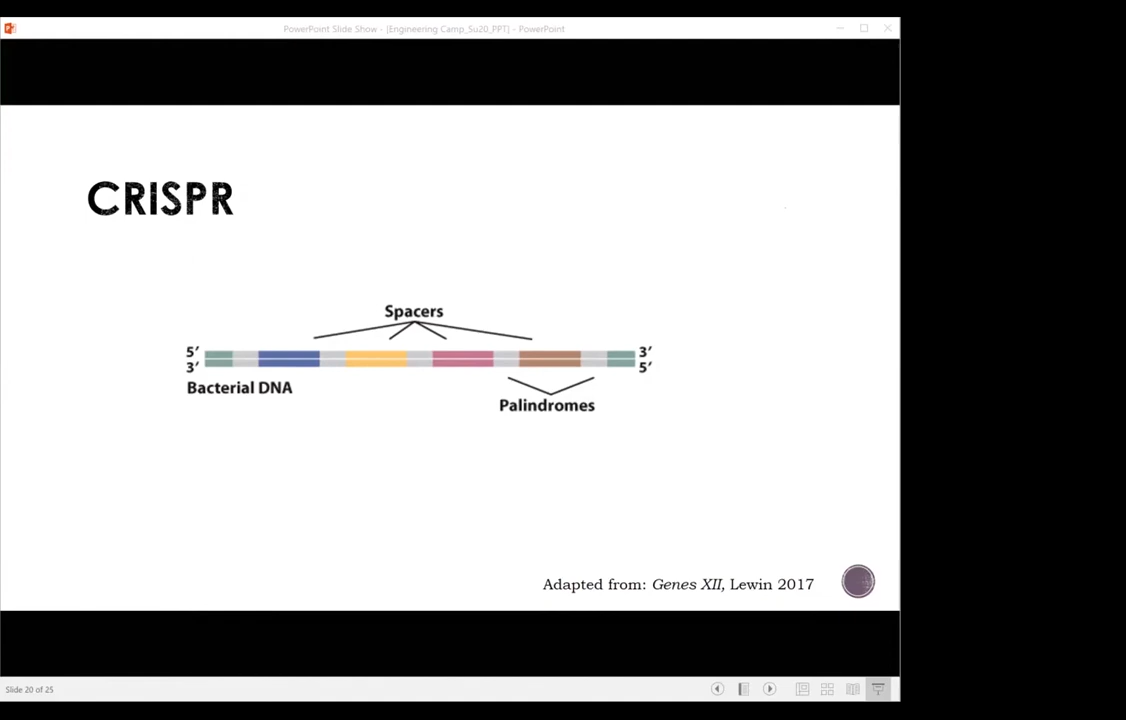 PowerPoint Slide Show - [Engineering Camp_Su20_PPT] - PowerPoint
CRISPR
Spacers
5′ 3′
3′ 5′
Bacterial DNA
Palindromes
Adapted from: Genes XII, Lewin 2017
Slide 20 of 25